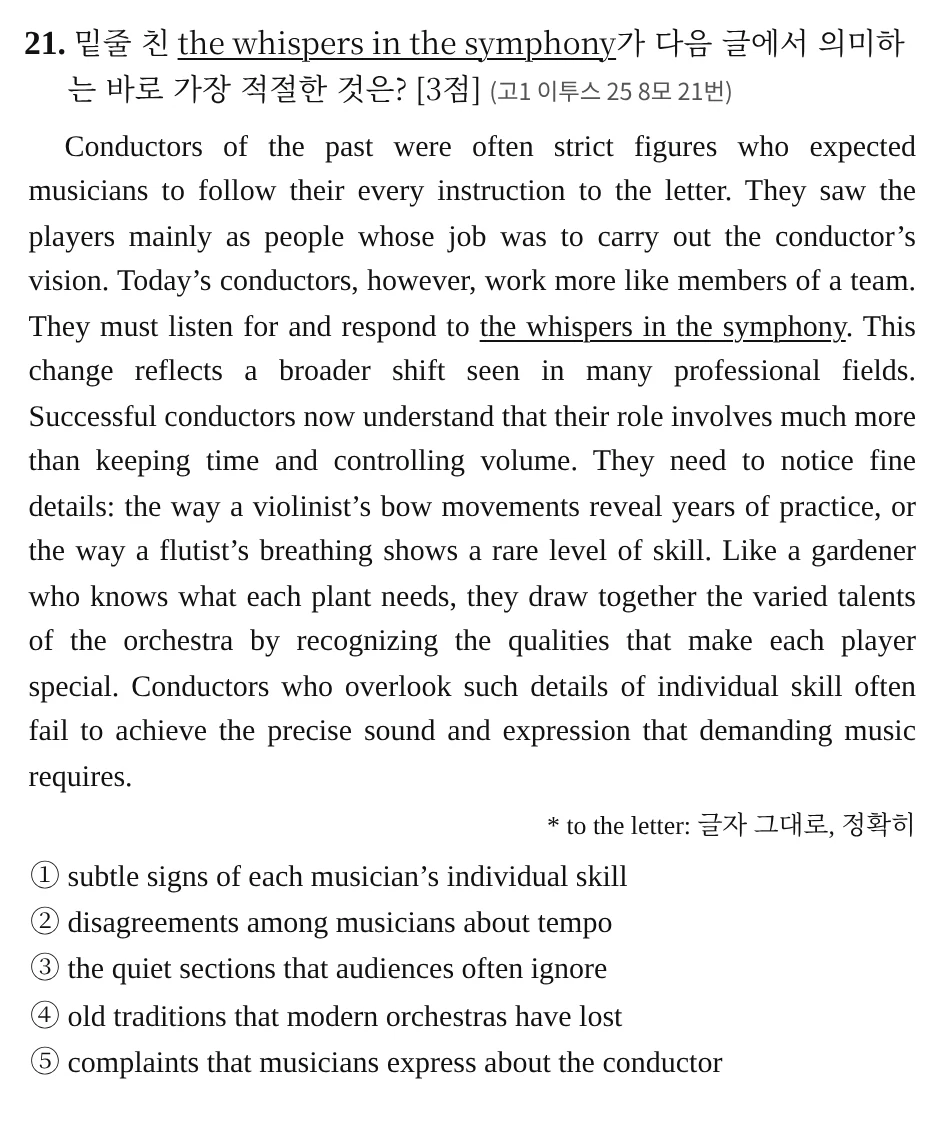 21. 밑줄 친 the whispers in the symphony가 다음 글에서 의미하
는 바로 가장 적절한 것은? [3점] (고1 이투스 25 8모 21번)
Conductors of the past were often strict figures who expected
musicians to follow their every instruction to the letter. They saw the
players mainly as people whose job was to carry out the conductor’s
vision. Today’s conductors, however, work more like members of a team.
They must listen for and respond to the whispers in the symphony. This
change reflects a broader shift seen in many professional fields.
Successful conductors now understand that their role involves much more
than keeping time and controlling volume. They need to notice fine
details: the way a violinist’s bow movements reveal years of practice, or
the way a flutist’s breathing shows a rare level of skill. Like a gardener
who knows what each plant needs, they draw together the varied talents
of the orchestra by recognizing the qualities that make each player
special. Conductors who overlook such details of individual skill often
fail to achieve the precise sound and expression that demanding music
requires.
* to the letter: 글자 그대로, 정확히
① subtle signs of each musician’s individual skill
② disagreements among musicians about tempo
③ the quiet sections that audiences often ignore
④ old traditions that modern orchestras have lost
⑤ complaints that musicians express about the conductor